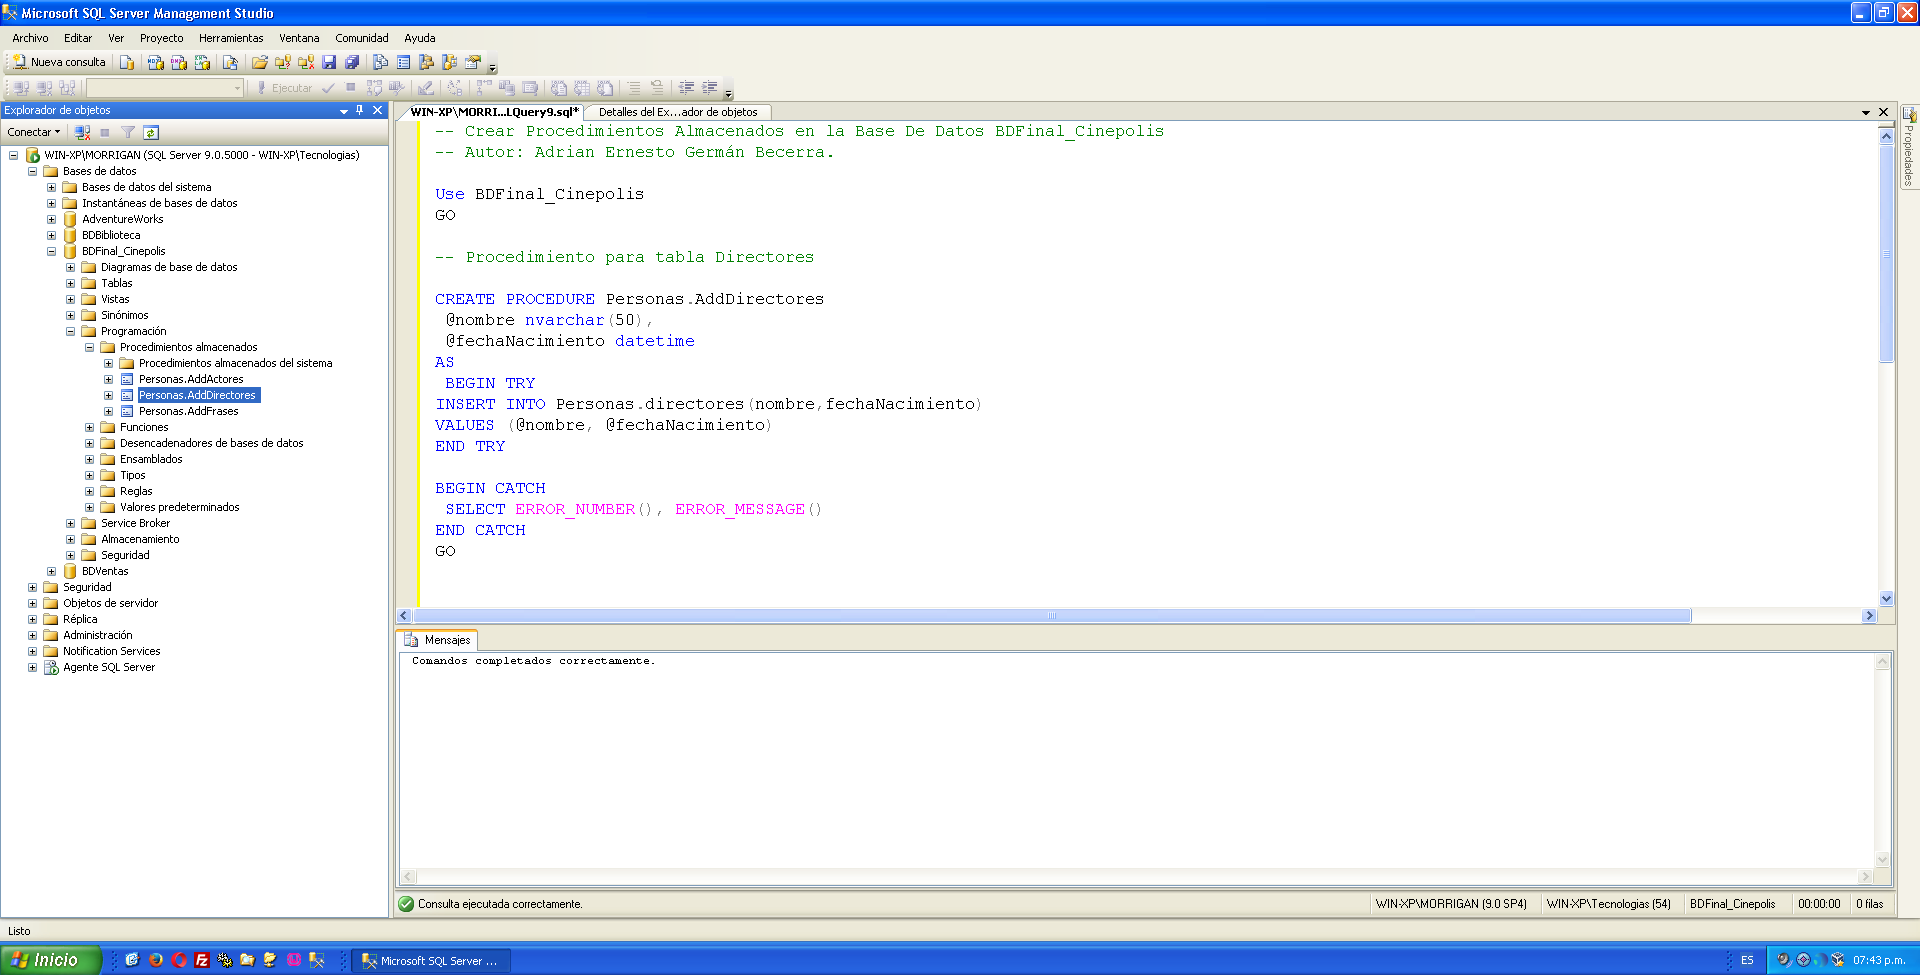 Microsoft SQL Server Management Studio
Archivo Editar Ver Proyecto Herramientas Ventana Comunidad Ayuda
Nueva consulta
Ejecutar
Explorador de objetos
Conectar
WIN-XP\MORRIGAN (SQL Server 9.0.5000 - WIN-XP\Tecnologias)
Bases de datos
Bases de datos del sistema
Instantáneas de bases de datos
AdventureWorks
BDBiblioteca
BDFinal_Cinepolis
Diagramas de base de datos
Tablas
Vistas
Sinónimos
Programación
Procedimientos almacenados
Procedimientos almacenados del sistema
Personas.AddActores
Personas.AddDirectores
Personas.AddFrases
Funciones
Desencadenadores de bases de datos
Ensamblados
Tipos
Reglas
Valores predeterminados
Service Broker
Almacenamiento
Seguridad
BDVentas
Seguridad
Objetos de servidor
Réplica
Administración
Notification Services
Agente SQL Server
WIN-XP\MORRI...LQuery9.sql* Detalles del Ex...ador de objetos
-- Crear Procedimientos Almacenados en la Base De Datos BDFinal_Cinepolis
-- Autor: Adrian Ernesto Germán Becerra.
Use BDFinal_Cinepolis
GO
-- Procedimiento para tabla Directores
CREATE PROCEDURE Personas.AddDirectores
@nombre nvarchar(50),
@fechaNacimiento datetime
AS
BEGIN TRY
INSERT INTO Personas.directores(nombre,fechaNacimiento)
VALUES (@nombre, @fechaNacimiento)
END TRY
BEGIN CATCH
SELECT ERROR_NUMBER(), ERROR_MESSAGE()
END CATCH
GO
Propiedades
Mensajes
Comandos completados correctamente.
Consulta ejecutada correctamente. WIN-XP\MORRIGAN (9.0 SP4) WIN-XP\Tecnologias (54) BDFinal_Cinepolis 00:00:00 0 filas
Listo
Inicio Microsoft SQL Server ... ES 07:43 p.m.